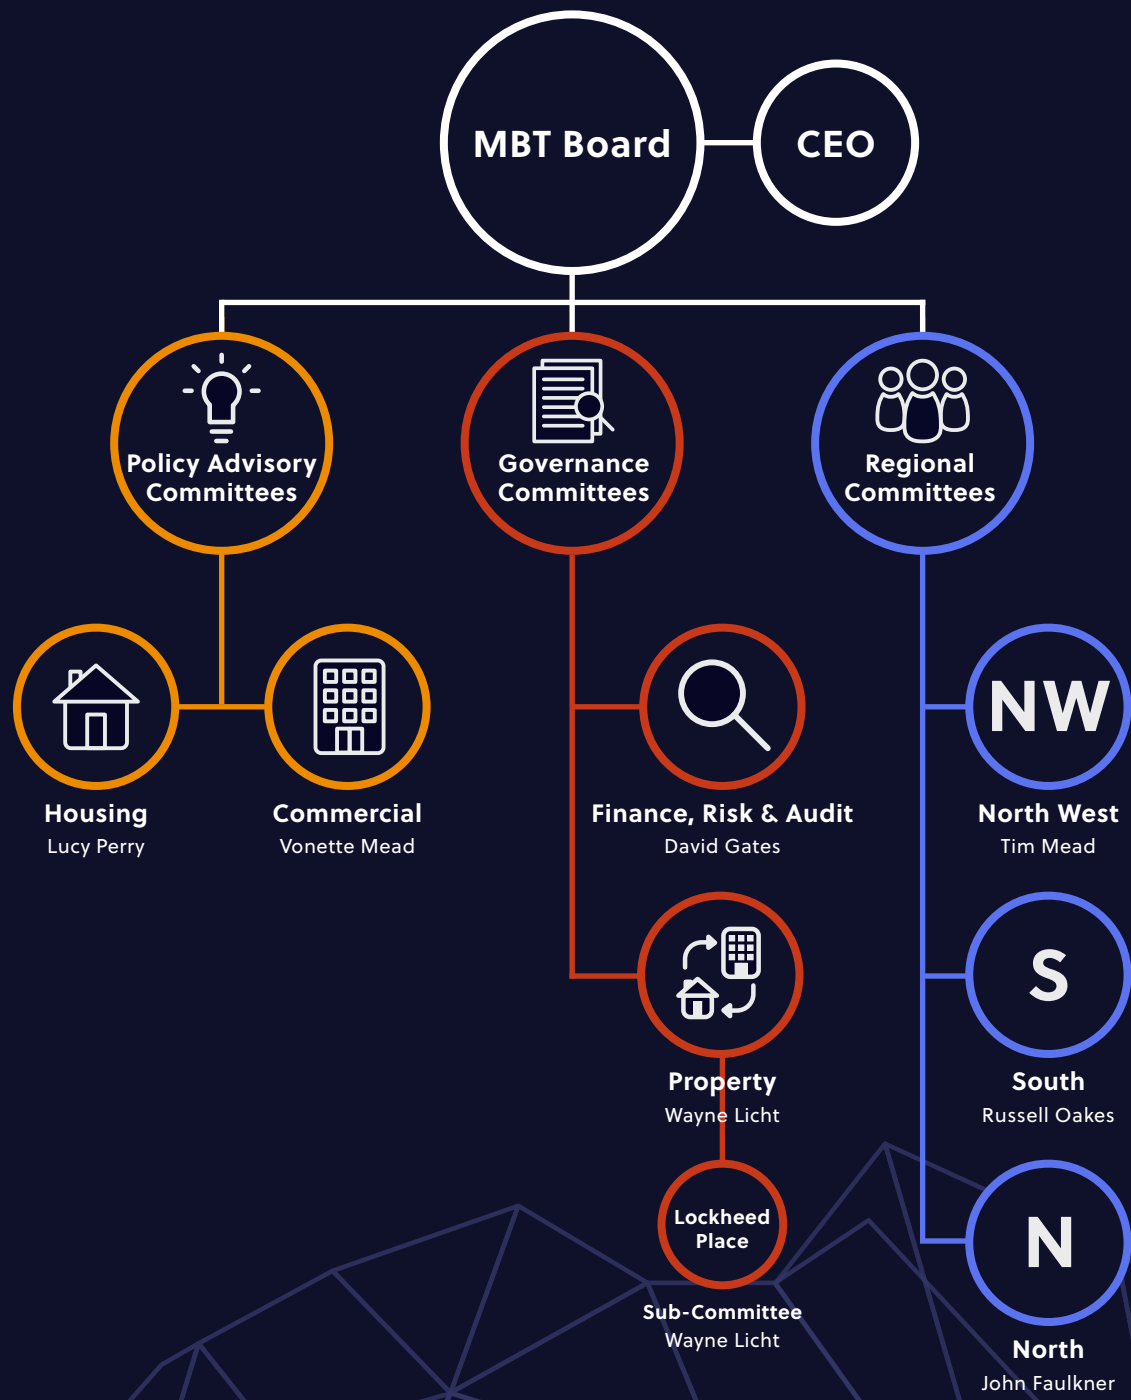 MBT Board
CEO
Policy Advisory
Committees
Governance
Committees
Regional
Committees
NW
Housing
Lucy Perry
Commercial
Vonette Mead
Finance, Risk & Audit
David Gates
North West
Tim Mead
S
Property
Wayne Licht
South
Russell Oakes
Lockheed
Place
N
Sub-Committee
Wayne Licht
North
John Faulkner